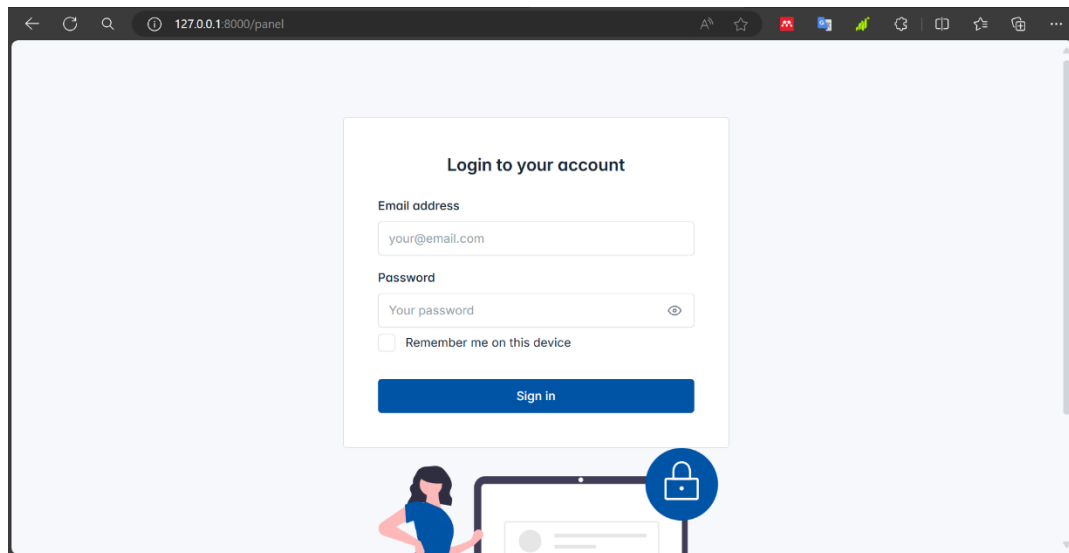 127.0.0.1:8000/panel
Login to your account
Email address
your@email.com
Password
Your password
Remember me on this device
Sign in